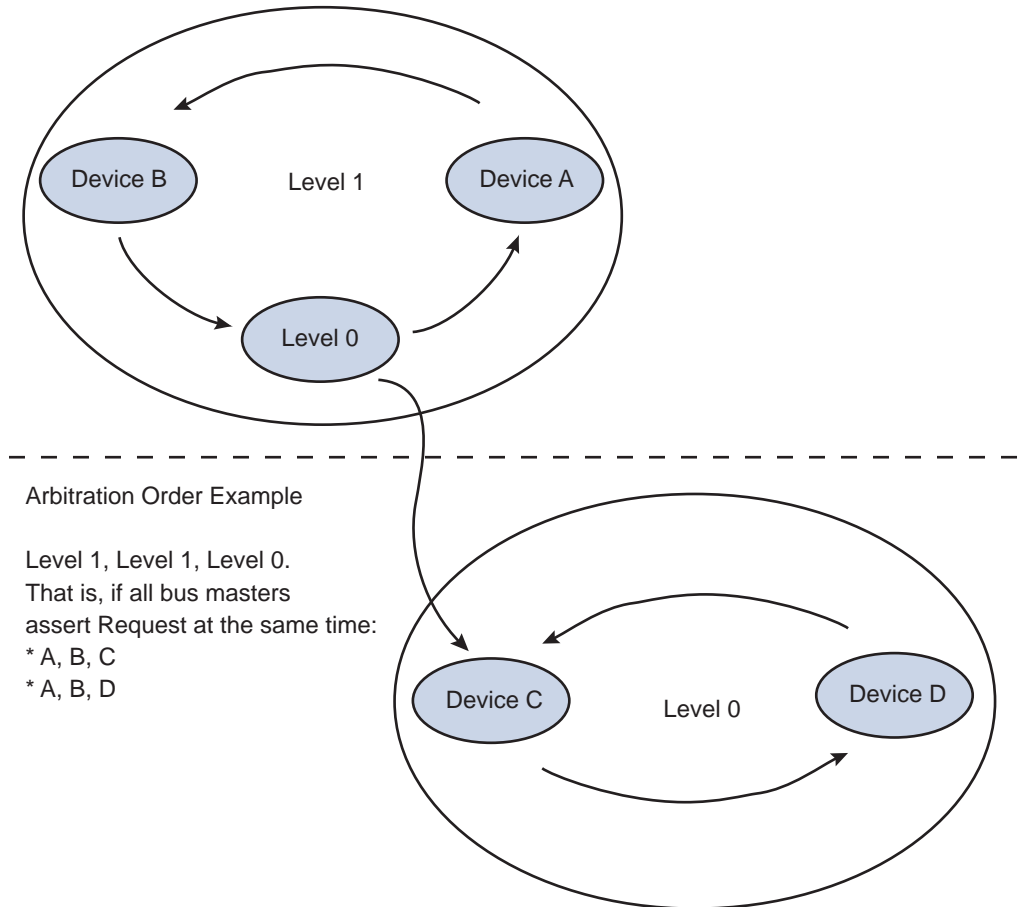 Device B
Level 1
Device A
Level 0
Arbitration Order Example
Level 1, Level 1, Level 0.
That is, if all bus masters
assert Request at the same time:
* A, B, C
* A, B, D
Device C
Level 0
Device D